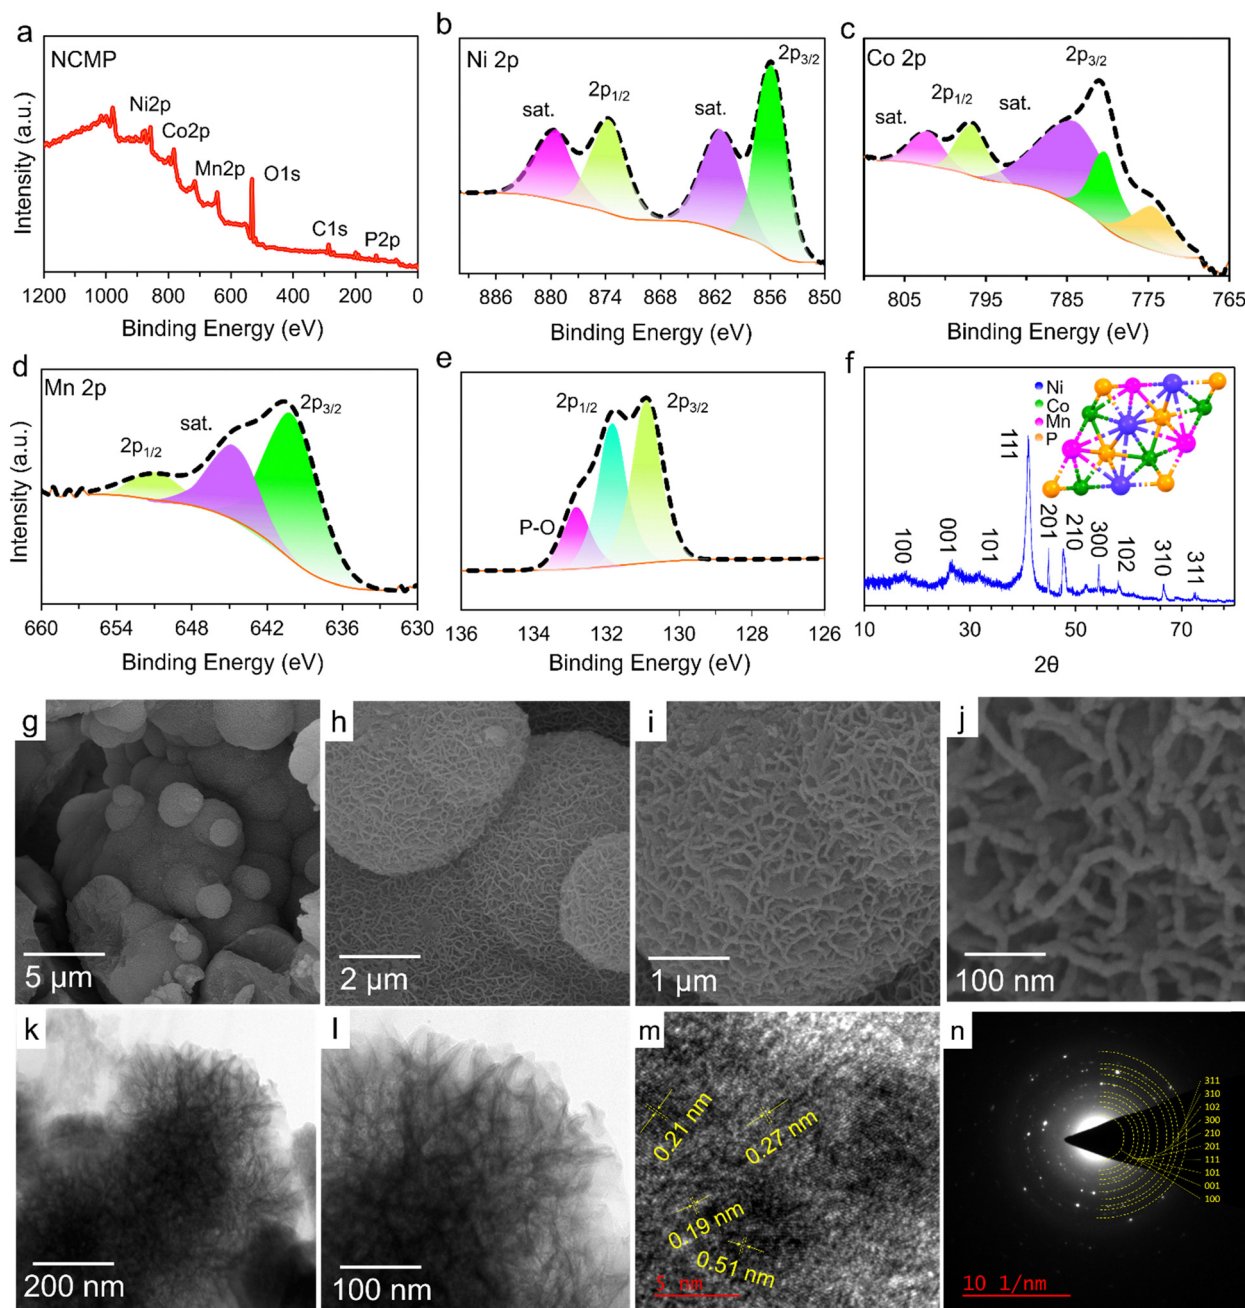 a
NCMP
Ni2p
Co2p
Mn2p
O1s
C1s
P2p
Intensity (a.u.)
1200 1000 800 600 400 200 0
Binding Energy (eV)
b
Ni 2p
sat.
2p1/2
sat.
2p3/2
886 880 874 868 862 856 850
Binding Energy (eV)
c
Co 2p
sat.
2p1/2
sat.
2p3/2
805 795 785 775 765
Binding Energy (eV)
d
Mn 2p
2p1/2
sat.
2p3/2
Intensity (a.u.)
660 654 648 642 636 630
Binding Energy (eV)
e
P-O
2p1/2
2p3/2
136 134 132 130 128 126
Binding Energy (eV)
f
Ni
Co
Mn
P
100
001
101
111
201
210
300
102
310
311
10 30 50 70
2θ
g
5 µm
h
2 µm
i
1 µm
j
100 nm
k
200 nm
l
100 nm
m
0.21 nm
0.27 nm
0.19 nm
0.51 nm
5 nm
n
311
310
102
300
210
201
111
101
001
100
10 1/nm